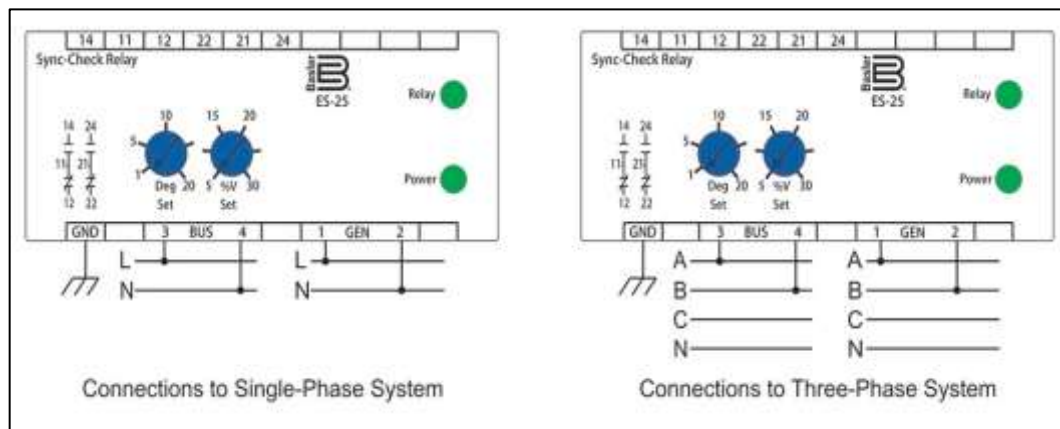 14 11 12 22 21 24
Sync-Check Relay
Basler
ES-25
Relay
10 15 20
14 24
5
11 21
1 Deg 20 5 %V 30
Power
12 22
Set Set
GND 3 BUS 4 1 GEN 2
L L
N N
Connections to Single-Phase System
14 11 12 22 21 24
Sync-Check Relay
Basler
ES-25
Relay
10 15 20
14 24
5
11 21
1 Deg 20 5 %V 30
Power
12 22
Set Set
GND 3 BUS 4 1 GEN 2
A A
B B
C C
N N
Connections to Three-Phase System